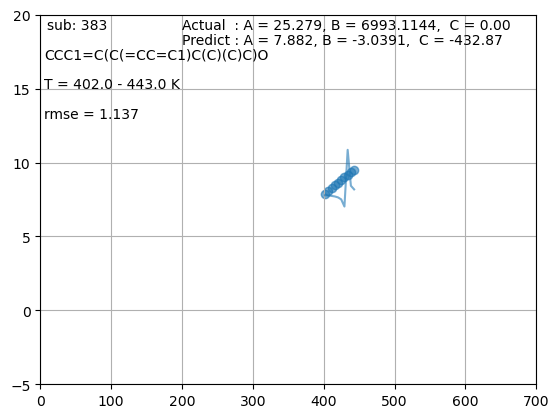 sub: 383
Actual  : A = 25.279, B = 6993.1144,  C = 0.00
Predict : A = 7.882, B = -3.0391,  C = -432.87
CCC1=C(C(=CC=C1)C(C)(C)C)O
T = 402.0 - 443.0 K
rmse = 1.137
20
15
10
5
0
−5
0 100 200 300 400 500 600 700